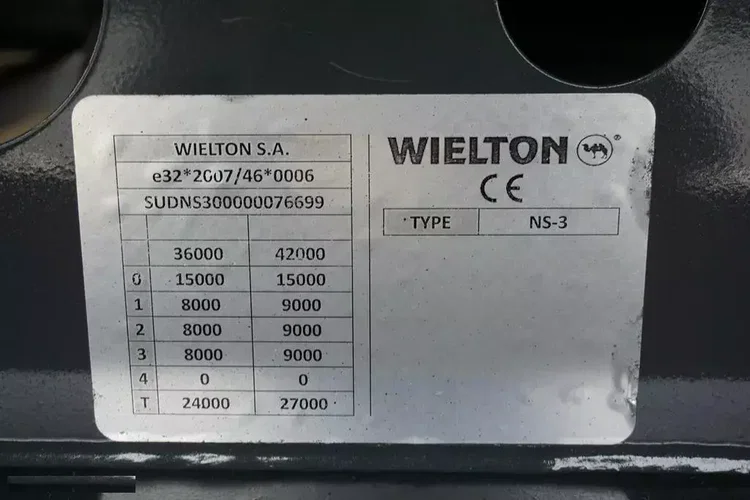 WIELTON S.A.
e32*2007/46*0006
SUDNS300000076699
36000 42000
0 15000 15000
1 8000 9000
2 8000 9000
3 8000 9000
4 0 0
T 24000 27000
WIELTON ®
CE
TYPE NS-3